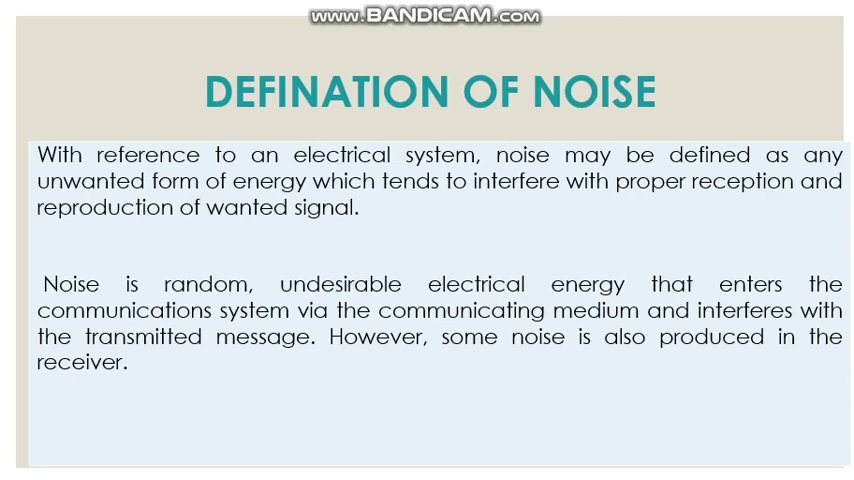 www.BANDICAM.com
DEFINATION OF NOISE
With reference to an electrical system, noise may be defined as any
unwanted form of energy which tends to interfere with proper reception and
reproduction of wanted signal.
Noise is random, undesirable electrical energy that enters the
communications system via the communicating medium and interferes with
the transmitted message. However, some noise is also produced in the
receiver.